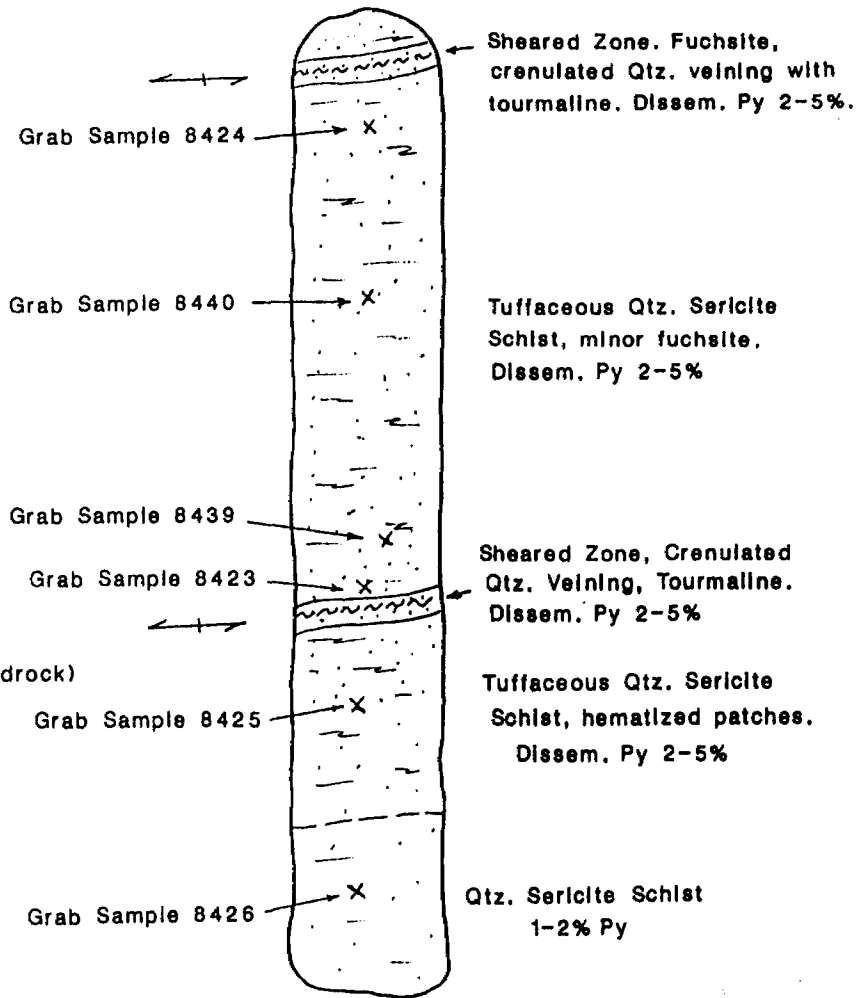 Sheared Zone. Fuchsite,
crenulated Qtz. veining with
tourmaline. Dissem. Py 2-5%.
Grab Sample 8424
Grab Sample 8440
Tuffaceous Qtz. Sericite
Schist, minor fuchsite.
Dissem. Py 2-5%
Grab Sample 8439
Grab Sample 8423
Sheared Zone, Crenulated
Qtz. Veining, Tourmaline.
Dissem. Py 2-5%
drock)
Grab Sample 8425
Tuffaceous Qtz. Sericite
Schist, hematized patches.
Dissem. Py 2-5%
Grab Sample 8426
Qtz. Sericite Schist
1-2% Py